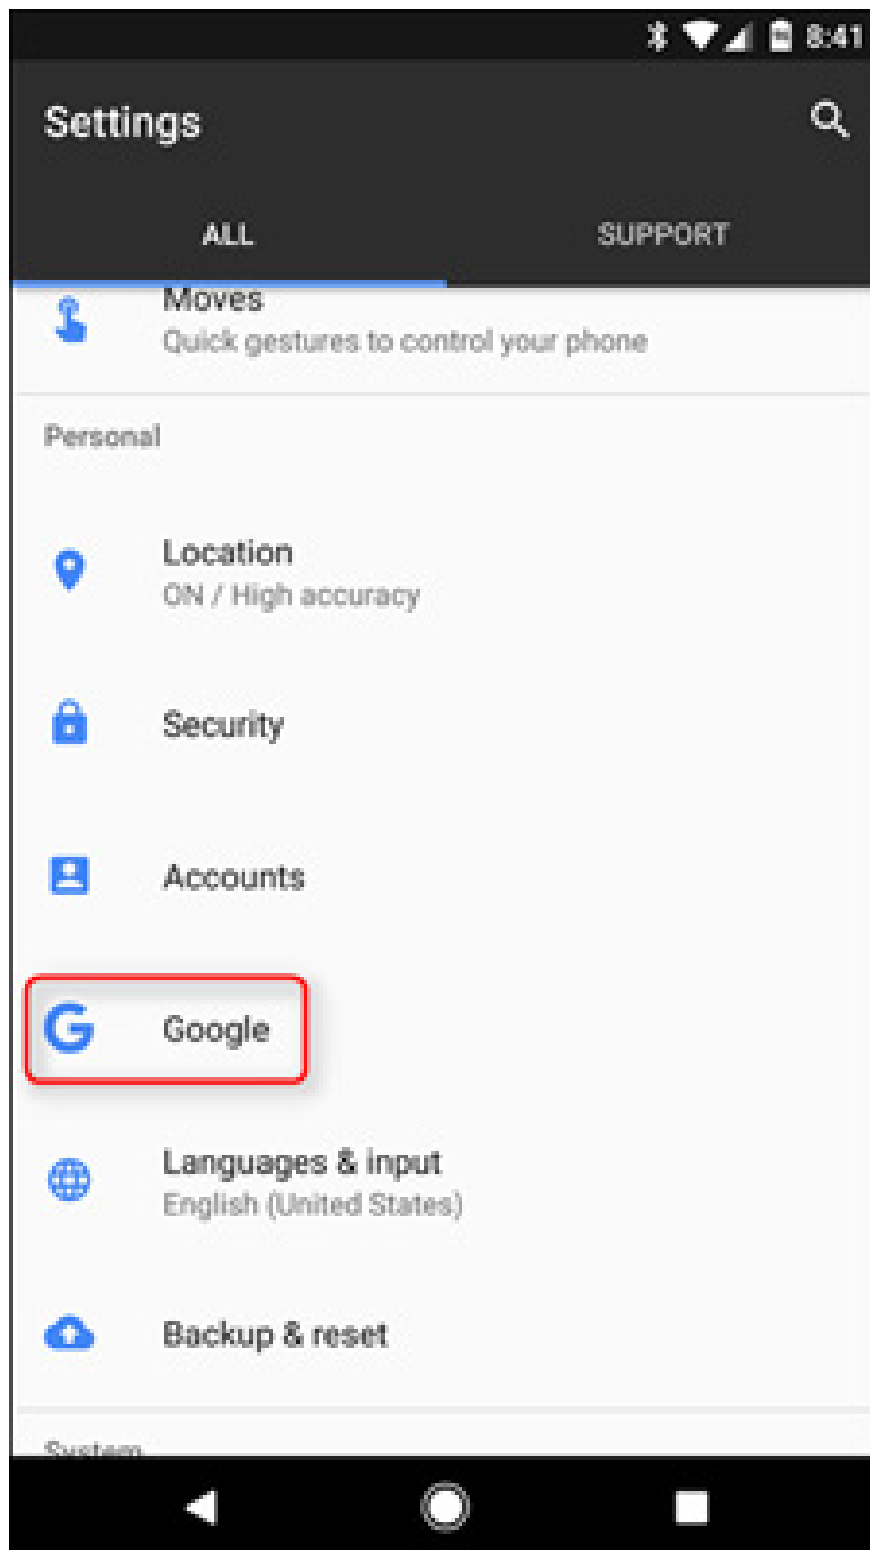 8:41
Settings
ALL
SUPPORT
Moves
Quick gestures to control your phone
Personal
Location
ON / High accuracy
Security
Accounts
Google
Languages & input
English (United States)
Backup & reset
System